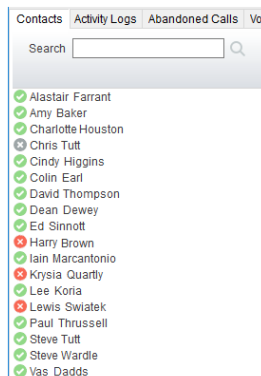 Contacts Activity Logs Abandoned Calls Vo
Search
Alastair Farrant
Amy Baker
Charlotte Houston
Chris Tutt
Cindy Higgins
Colin Earl
David Thompson
Dean Dewey
Ed Sinnott
Harry Brown
Iain Marcantonio
Krysia Quartly
Lee Koria
Lewis Swiatek
Paul Thrussell
Steve Tutt
Steve Wardle
Vas Dadds